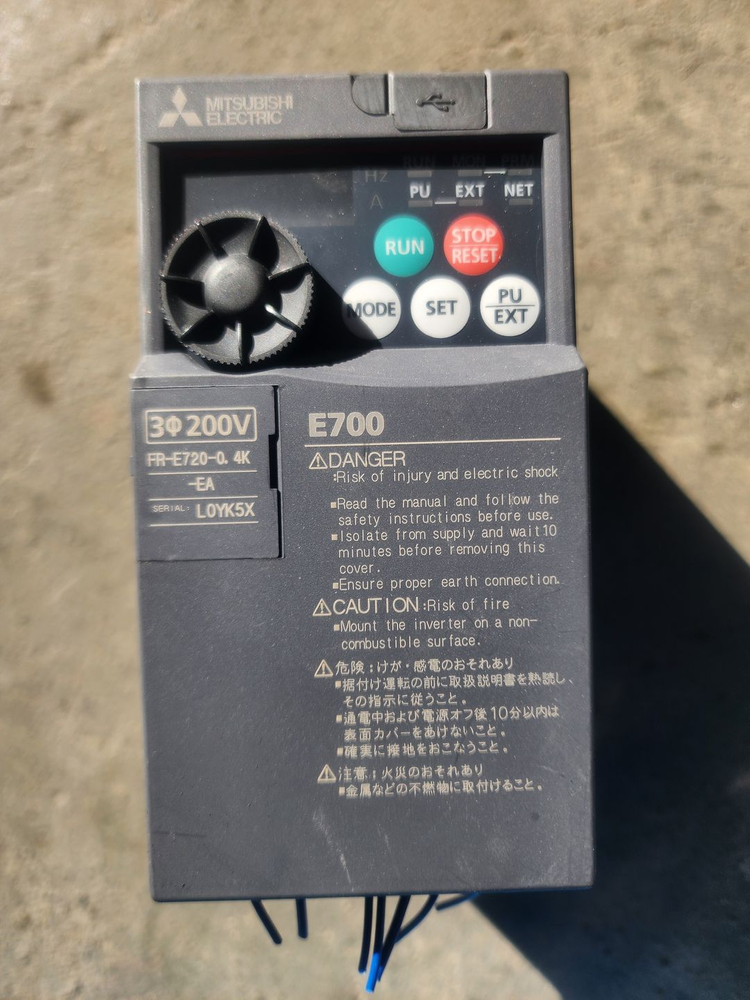 MITSUBISHI
ELECTRIC
RUN MON PRM
Hz
A
PU EXT NET
RUN
STOP
RESET
MODE
SET
PU
EXT
3Φ200V
FR-E720-0.4K
-EA
SERIAL: L0YK5X
E700
⚠DANGER
:Risk of injury and electric shock
■Read the manual and follow the
safety instructions before use.
■Isolate from supply and wait10
minutes before removing this
cover.
■Ensure proper earth connection.
⚠CAUTION:Risk of fire
■Mount the inverter on a non-
combustible surface.
⚠危険:けが・感電のおそれあり
■据付け運転の前に取扱説明書を熟読し、
その指示に従うこと。
■通電中および電源オフ後10分以内は
表面カバーをあけないこと。
■確実に接地をおこなうこと。
⚠注意:火災のおそれあり
■金属などの不燃物に取付けること。